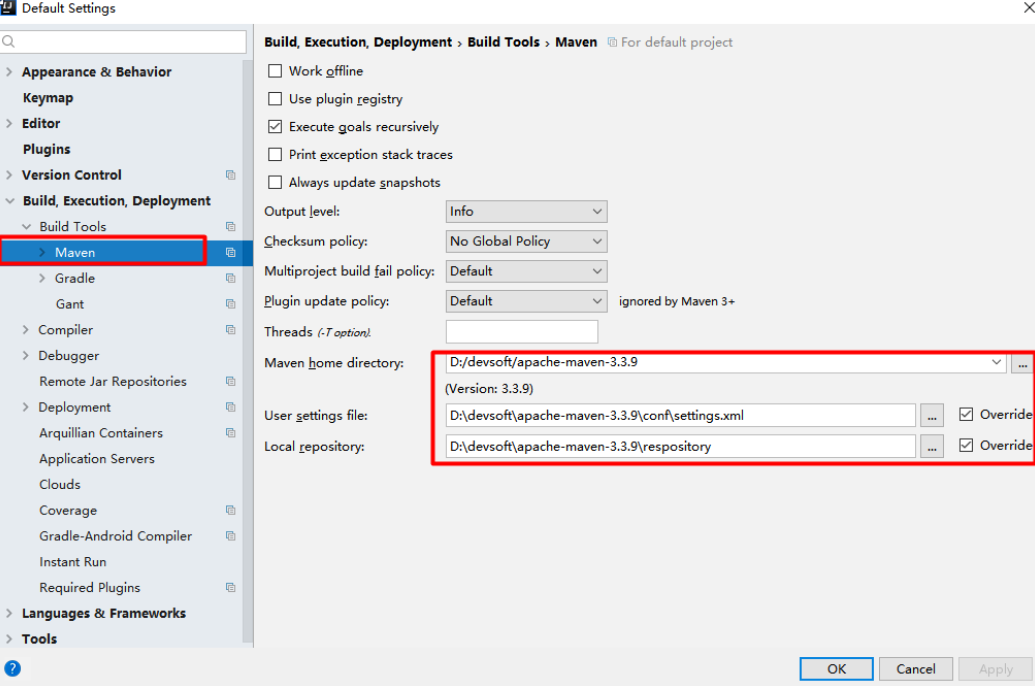 Default Settings
Build, Execution, Deployment › Build Tools › Maven For default project
Appearance & Behavior
Keymap
Editor
Plugins
Version Control
Build, Execution, Deployment
Build Tools
Maven
Gradle
Gant
Compiler
Debugger
Remote Jar Repositories
Deployment
Arquillian Containers
Application Servers
Clouds
Coverage
Gradle-Android Compiler
Instant Run
Required Plugins
Languages & Frameworks
Tools
Work offline
Use plugin registry
Execute goals recursively
Print exception stack traces
Always update snapshots
Output level: Info
Checksum policy: No Global Policy
Multiproject build fail policy: Default
Plugin update policy: Default ignored by Maven 3+
Threads (-T option):
Maven home directory: D:/devsoft/apache-maven-3.3.9 ...
(Version: 3.3.9)
User settings file: D:\devsoft\apache-maven-3.3.9\conf\settings.xml ... Override
Local repository: D:\devsoft\apache-maven-3.3.9\respository ... Override
? OK Cancel Apply